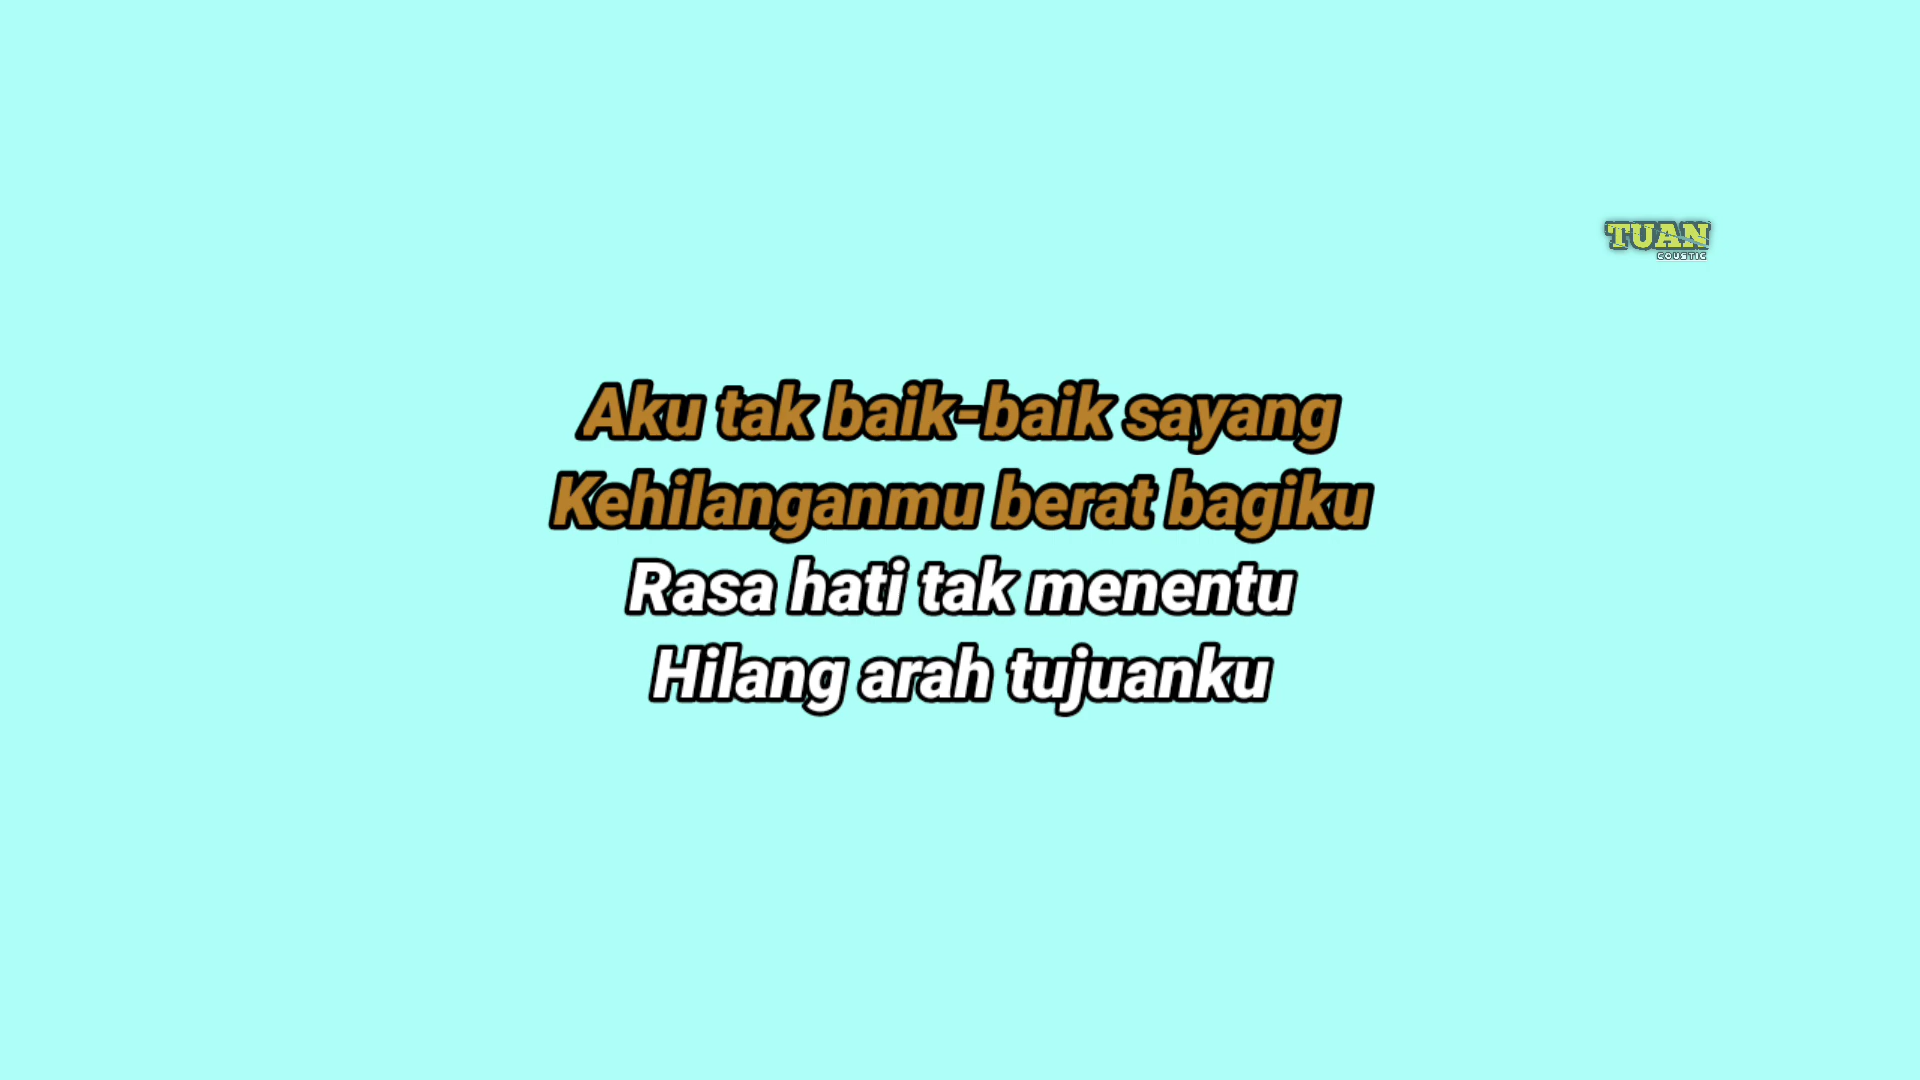 TUAN
COUSTIC
Aku tak baik-baik sayang
Kehilanganmu berat bagiku
Rasa hati tak menentu
Hilang arah tujuanku